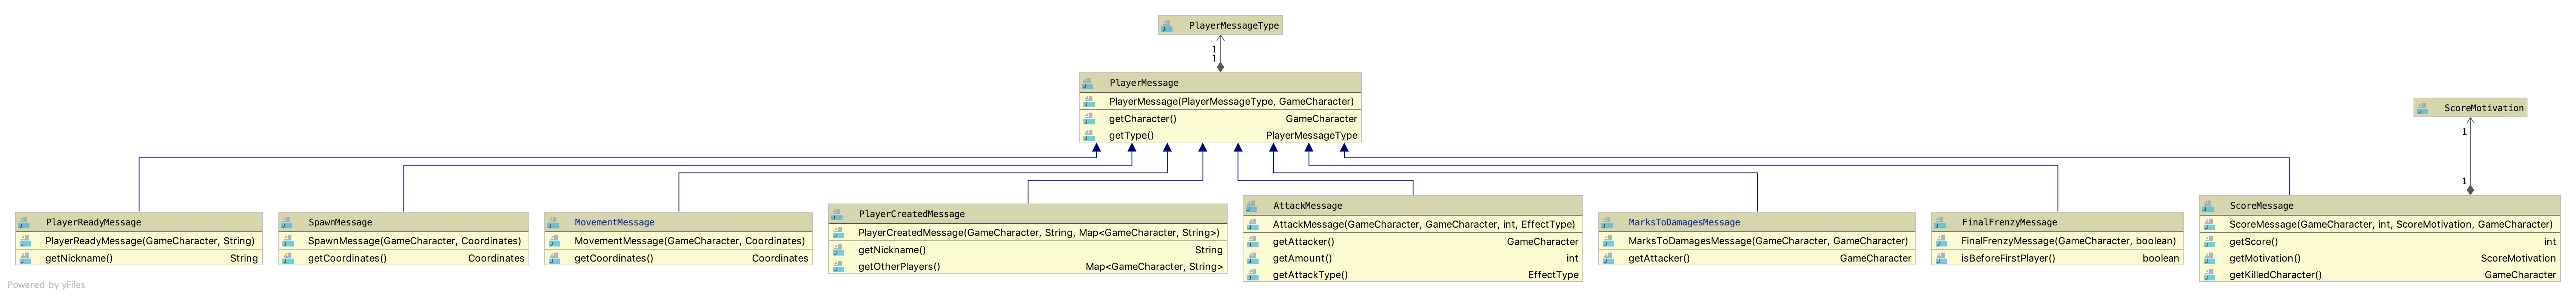 PlayerMessageType
1
1
PlayerMessage
PlayerMessage(PlayerMessageType, GameCharacter)
getCharacter() GameCharacter
getType() PlayerMessageType
ScoreMotivation
1
1
PlayerReadyMessage
PlayerReadyMessage(GameCharacter, String)
getNickname() String
SpawnMessage
SpawnMessage(GameCharacter, Coordinates)
getCoordinates() Coordinates
MovementMessage
MovementMessage(GameCharacter, Coordinates)
getCoordinates() Coordinates
PlayerCreatedMessage
PlayerCreatedMessage(GameCharacter, String, Map<GameCharacter, String>)
getNickname() String
getOtherPlayers() Map<GameCharacter, String>
AttackMessage
AttackMessage(GameCharacter, GameCharacter, int, EffectType)
getAttacker() GameCharacter
getAmount() int
getAttackType() EffectType
MarksToDamagesMessage
MarksToDamagesMessage(GameCharacter, GameCharacter)
getAttacker() GameCharacter
FinalFrenzyMessage
FinalFrenzyMessage(GameCharacter, boolean)
isBeforeFirstPlayer() boolean
ScoreMessage
ScoreMessage(GameCharacter, int, ScoreMotivation, GameCharacter)
getScore() int
getMotivation() ScoreMotivation
getKilledCharacter() GameCharacter
Powered by yFiles